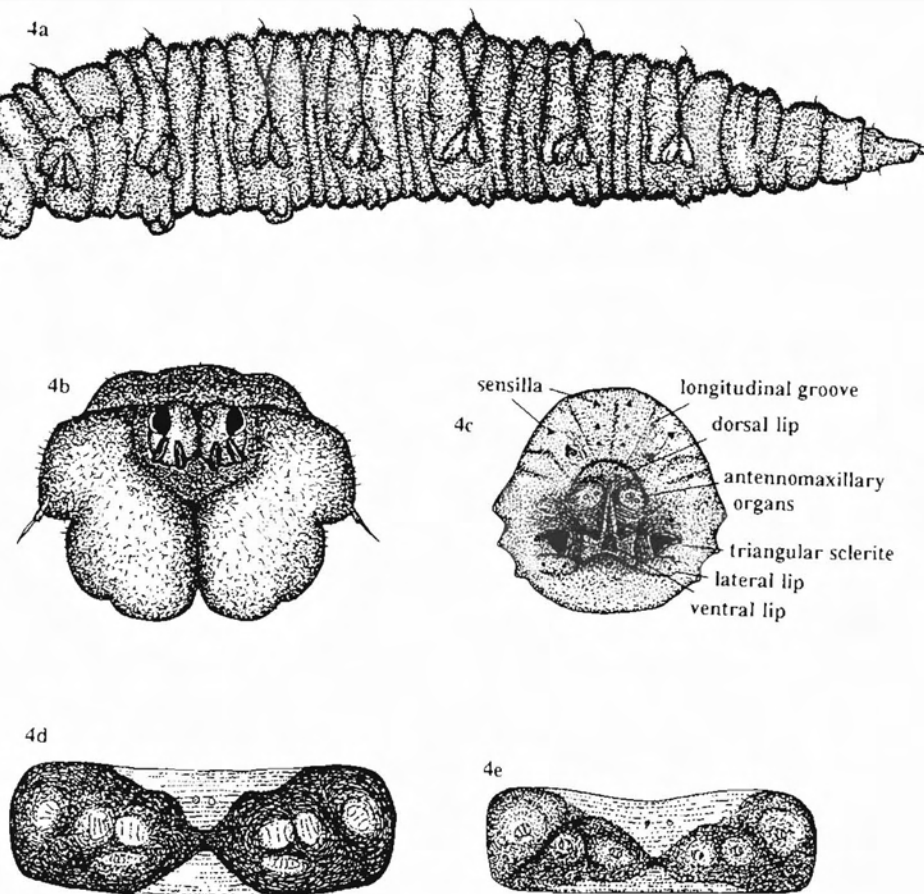 4a
4b
4c
sensilla
longitudinal groove
dorsal lip
antennomaxillary
organs
triangular sclerite
lateral lip
ventral lip
4d
4e